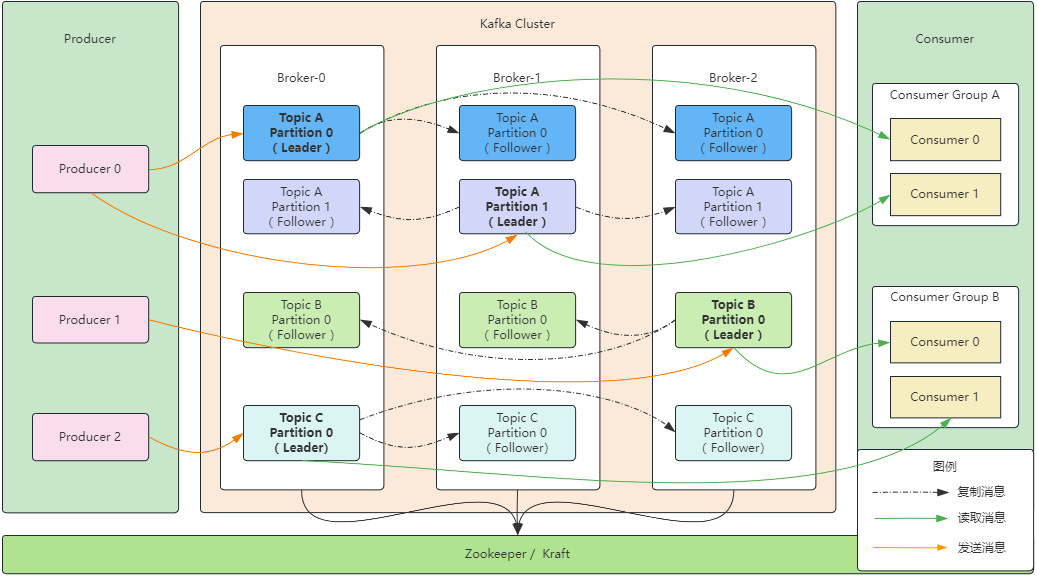 Producer
Kafka Cluster
Consumer
Broker-0
Broker-1
Broker-2
Producer 0
Producer 1
Producer 2
Topic A
Partition 0
( Leader )
Topic A
Partition 0
( Follower )
Topic A
Partition 0
( Follower )
Topic A
Partition 1
( Follower )
Topic A
Partition 1
( Leader )
Topic A
Partition 1
( Follower )
Topic B
Partition 0
( Follower )
Topic B
Partition 0
( Follower )
Topic B
Partition 0
( Leader )
Topic C
Partition 0
( Leader)
Topic C
Partition 0
( Follower)
Topic C
Partition 0
( Follower)
Consumer Group A
Consumer 0
Consumer 1
Consumer Group B
Consumer 0
Consumer 1
图例
复制消息
读取消息
发送消息
Zookeeper / Kraft